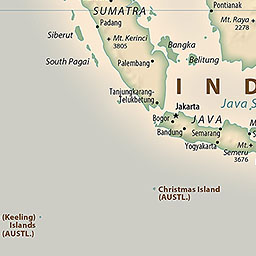 SUMATRA
Pontianak
Padang
Mt. Raya
2278
Siberut
Mt. Kerinci
3805
Bangka
South Pagai
Palembang
Belitung
IND
Tanjungkarang-
Telukbetung
Jakarta
Java S
Bogor
JAVA
Bandung
Semarang
Yogyakarta
Mt.
Semeru
3676
Christmas Island
(AUSTL.)
(Keeling)
Islands
(AUSTL.)